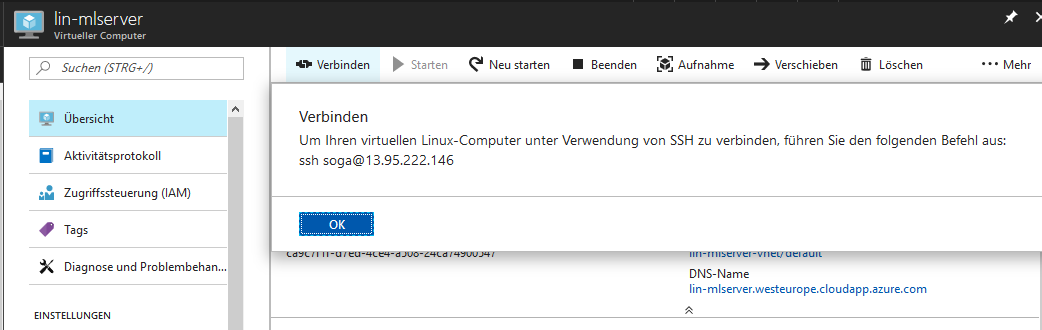 lin-mlserver
Virtueller Computer
Suchen (STRG+/)
Verbinden Starten Neu starten Beenden Aufnahme Verschieben Löschen Mehr
Übersicht
Aktivitätsprotokoll
Zugriffssteuerung (IAM)
Tags
Diagnose und Problembehan...
EINSTELLUNGEN
Verbinden
Um Ihren virtuellen Linux-Computer unter Verwendung von SSH zu verbinden, führen Sie den folgenden Befehl aus:
ssh soga@13.95.222.146
OK
lin-mlserver-vnet/default
DNS-Name
lin-mlserver.westeurope.cloudapp.azure.com